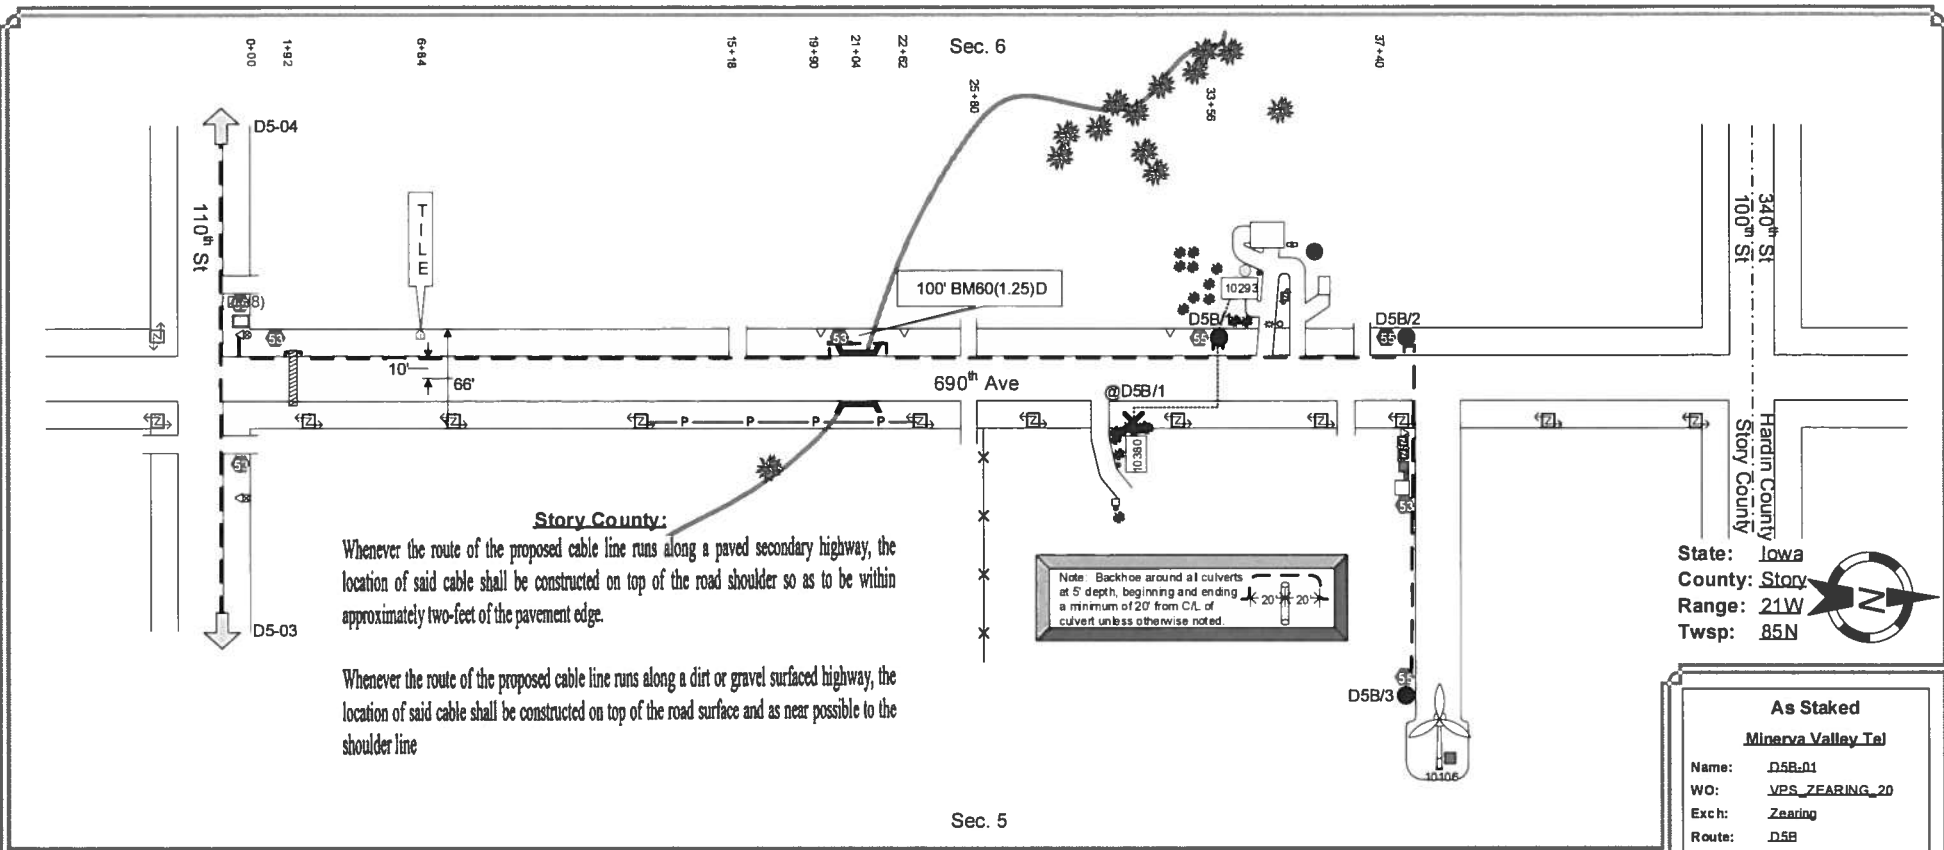 0+00
1+92
6+84
15+18
19+90
21+04
22+62
Sec. 6
25+80
33+56
37+40
D5-04
110th St
TILE
100' BM60(1.25)D
10293
D5B/1
D5B/2
340th St
100th St
53
53
55
55
10'
66'
690th Ave
@D5B/1
Z
Z
Z
Z
P
P
P
P
Z
Z
Z
Z
Z
Z
Z
Z
10380
53
53
Hardin County
Story County
D5-03
Story County:
Whenever the route of the proposed cable line runs along a paved secondary highway, the
location of said cable shall be constructed on top of the road shoulder so as to be within
approximately two-feet of the pavement edge.
Whenever the route of the proposed cable line runs along a dirt or gravel surfaced highway, the
location of said cable shall be constructed on top of the road surface and as near possible to the
shoulder line
Note: Backhoe around all culverts
at 5' depth, beginning and ending
a minimum of 20' from C/L of
culvert unless otherwise noted.
20'
20'
State: Iowa
County: Story
Range: 21W
Twsp: 85N
N
55
D5B/3
10106
Sec. 5
As Staked
Minerva Valley Tel
Name: D5B-01
WO: VPS_ZEARING_20
Exch: Zearing
Route: D5B